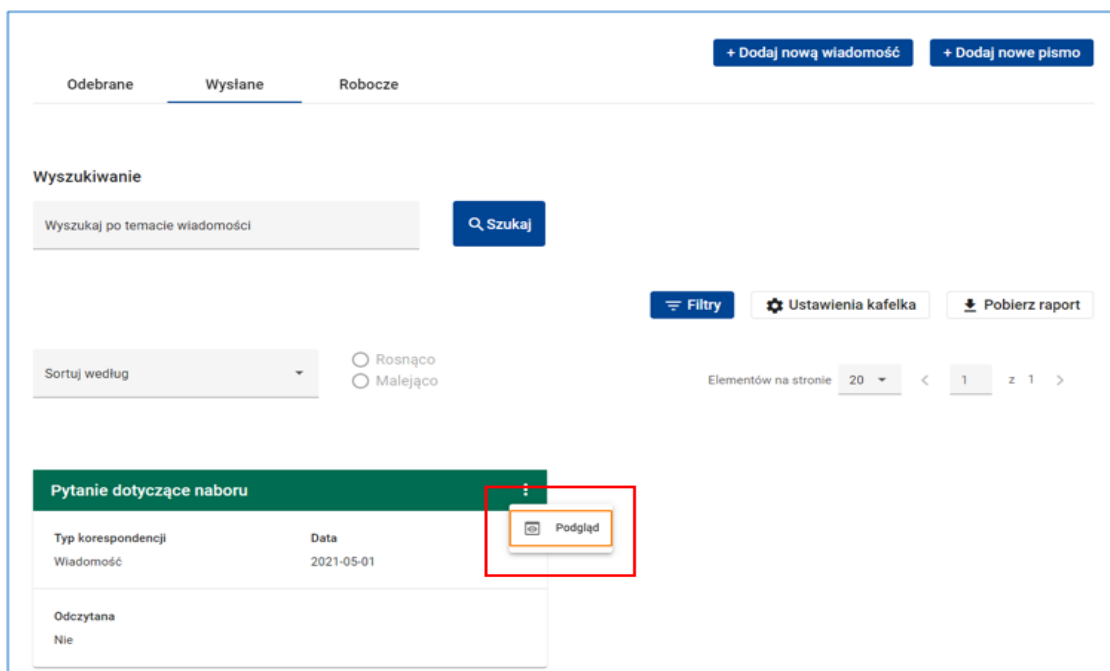 + Dodaj nową wiadomość
+ Dodaj nowe pismo
Odebrane
Wysłane
Robocze
Wyszukiwanie
Wyszukaj po temacie wiadomości
Szukaj
Filtry
Ustawienia kafelka
Pobierz raport
Sortuj według
Rosnąco
Malejąco
Elementów na stronie 20
1 z 1
Pytanie dotyczące naboru
Podgląd
Typ korespondencji
Data
Wiadomość
2021-05-01
Odczytana
Nie